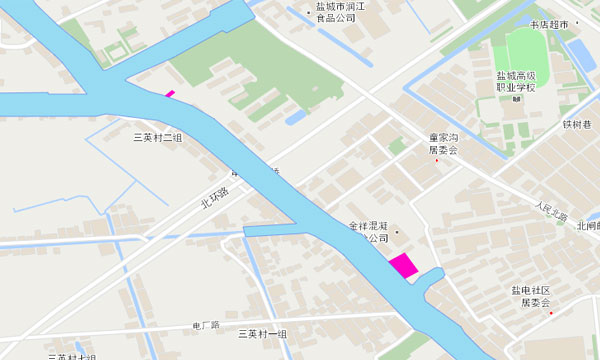 盐城市润江
食品公司
书店超市
盐城高级
职业学校
铁树巷
三英村二组
童家沟
居委会
北环路
人民北路
金祥混凝
公司
盐电社区
居委会
电厂路
三英村一组